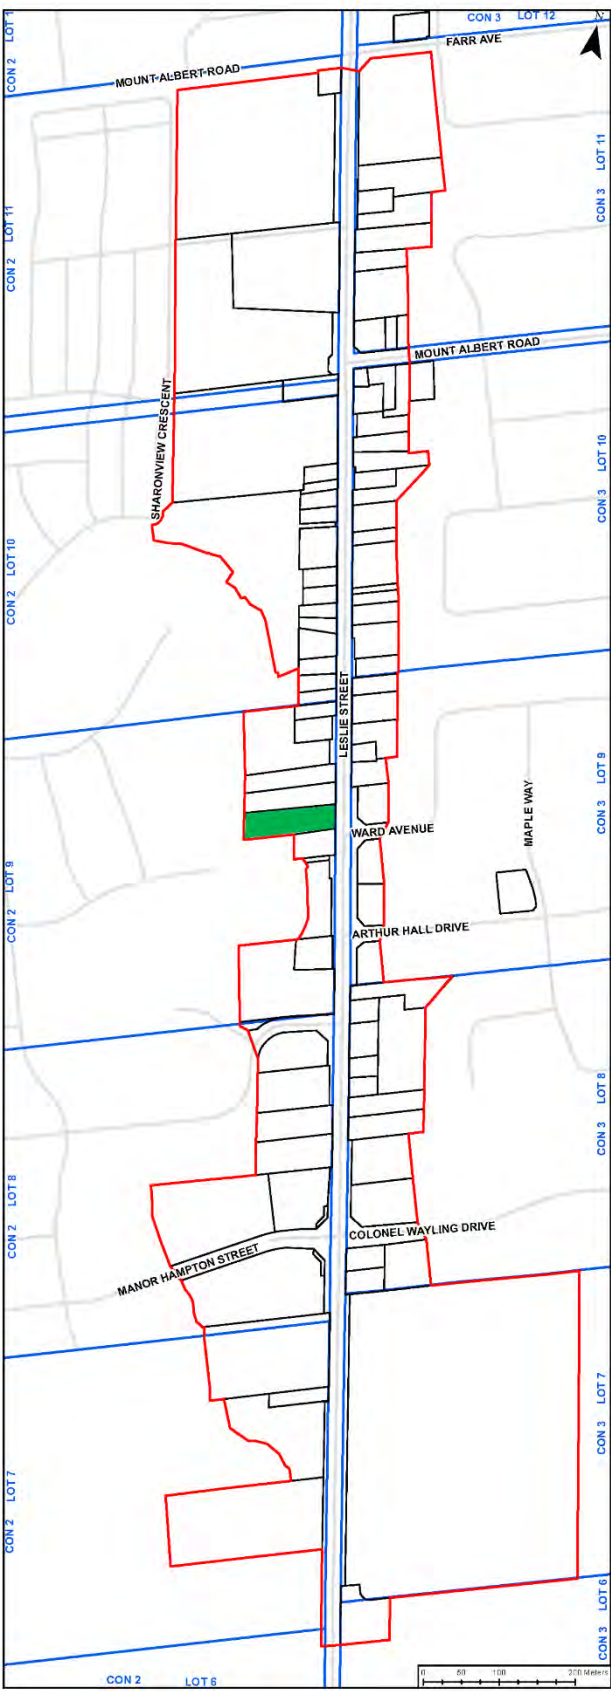 CON 3 LOT 12
N
CON 2 LOT 1
FARR AVE
MOUNT ALBERT ROAD
CON 3 LOT 11
CON 2 LOT 11
MOUNT ALBERT ROAD
SHARONVIEW CRESCENT
CON 3 LOT 10
CON 2 LOT 10
LESLIE STREET
CON 3 LOT 9
MAPLE WAY
WARD AVENUE
CON 2 LOT 9
ARTHUR HALL DRIVE
CON 3 LOT 8
CON 2 LOT 8
COLONEL WAYLING DRIVE
MANOR HAMPTON STREET
CON 3 LOT 7
CON 2 LOT 7
CON 3 LOT 6
0 50 100 200 Meters
CON 2 LOT 6